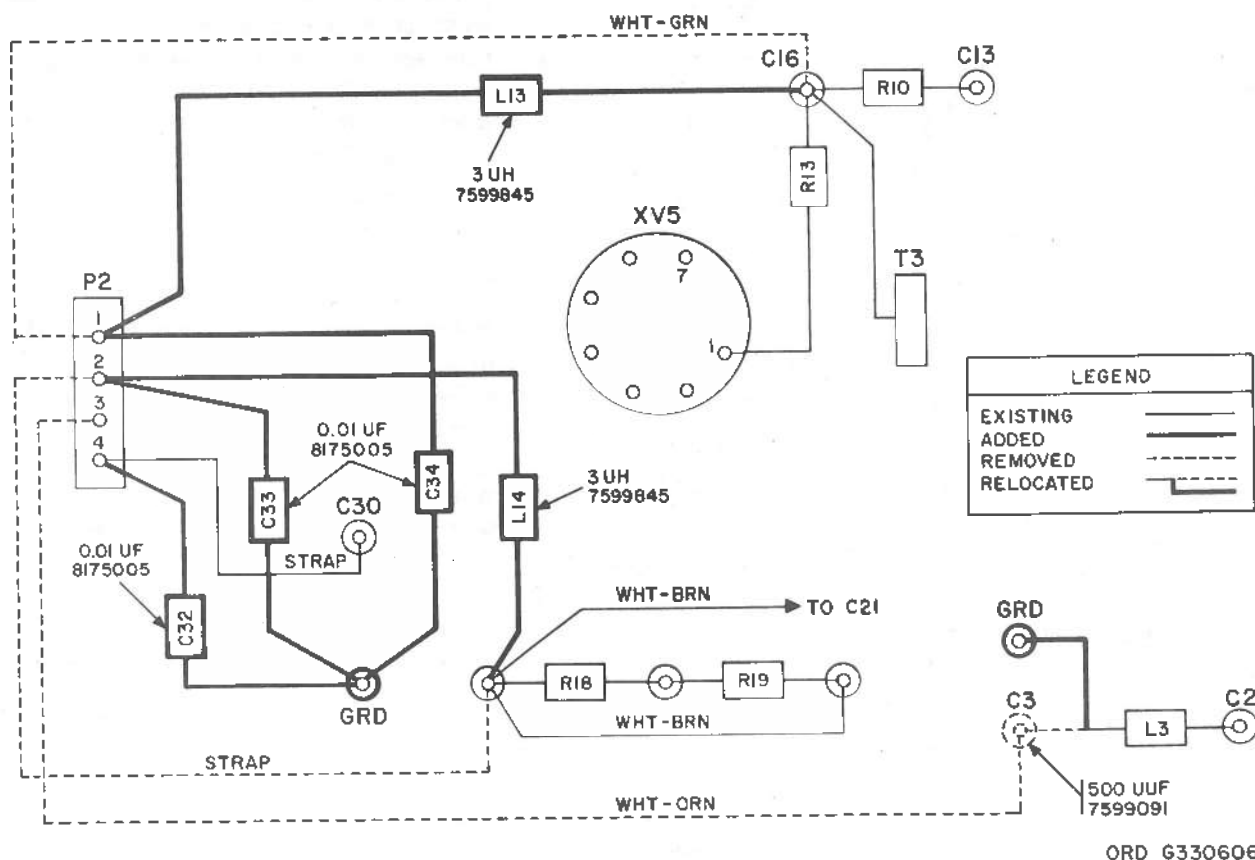 WHT-GRN
C16
C13
L13
R10
3 UH
7599845
R13
XV5
7
T3
P2
1
1
2
3
4
LEGEND
EXISTING
ADDED
REMOVED
RELOCATED
0.01 UF
8175005
C33
C34
L14
3 UH
7599845
C30
STRAP
0.01 UF
8175005
C32
WHT-BRN
TO C21
GRD
R18
R19
GRD
WHT-BRN
C3
L3
C2
STRAP
WHT-ORN
500 UUF
7599091
ORD G330606